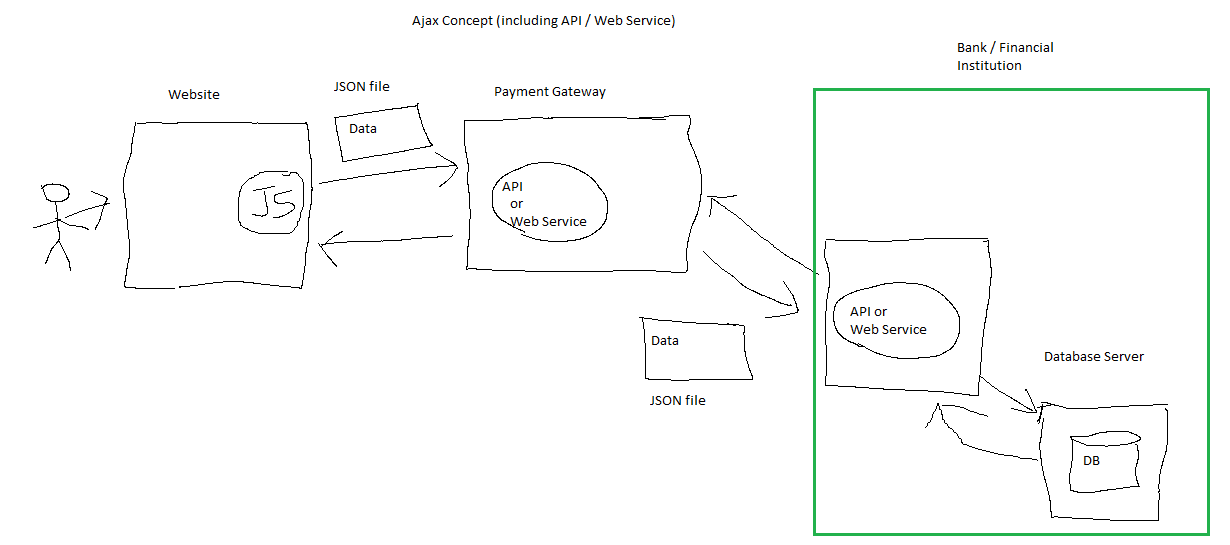 Ajax Concept (including API / Web Service)
Bank / Financial
Institution
Website
JSON file
Payment Gateway
Data
JS
API
or
Web Service
API or
Web Service
Data
JSON file
Database Server
DB